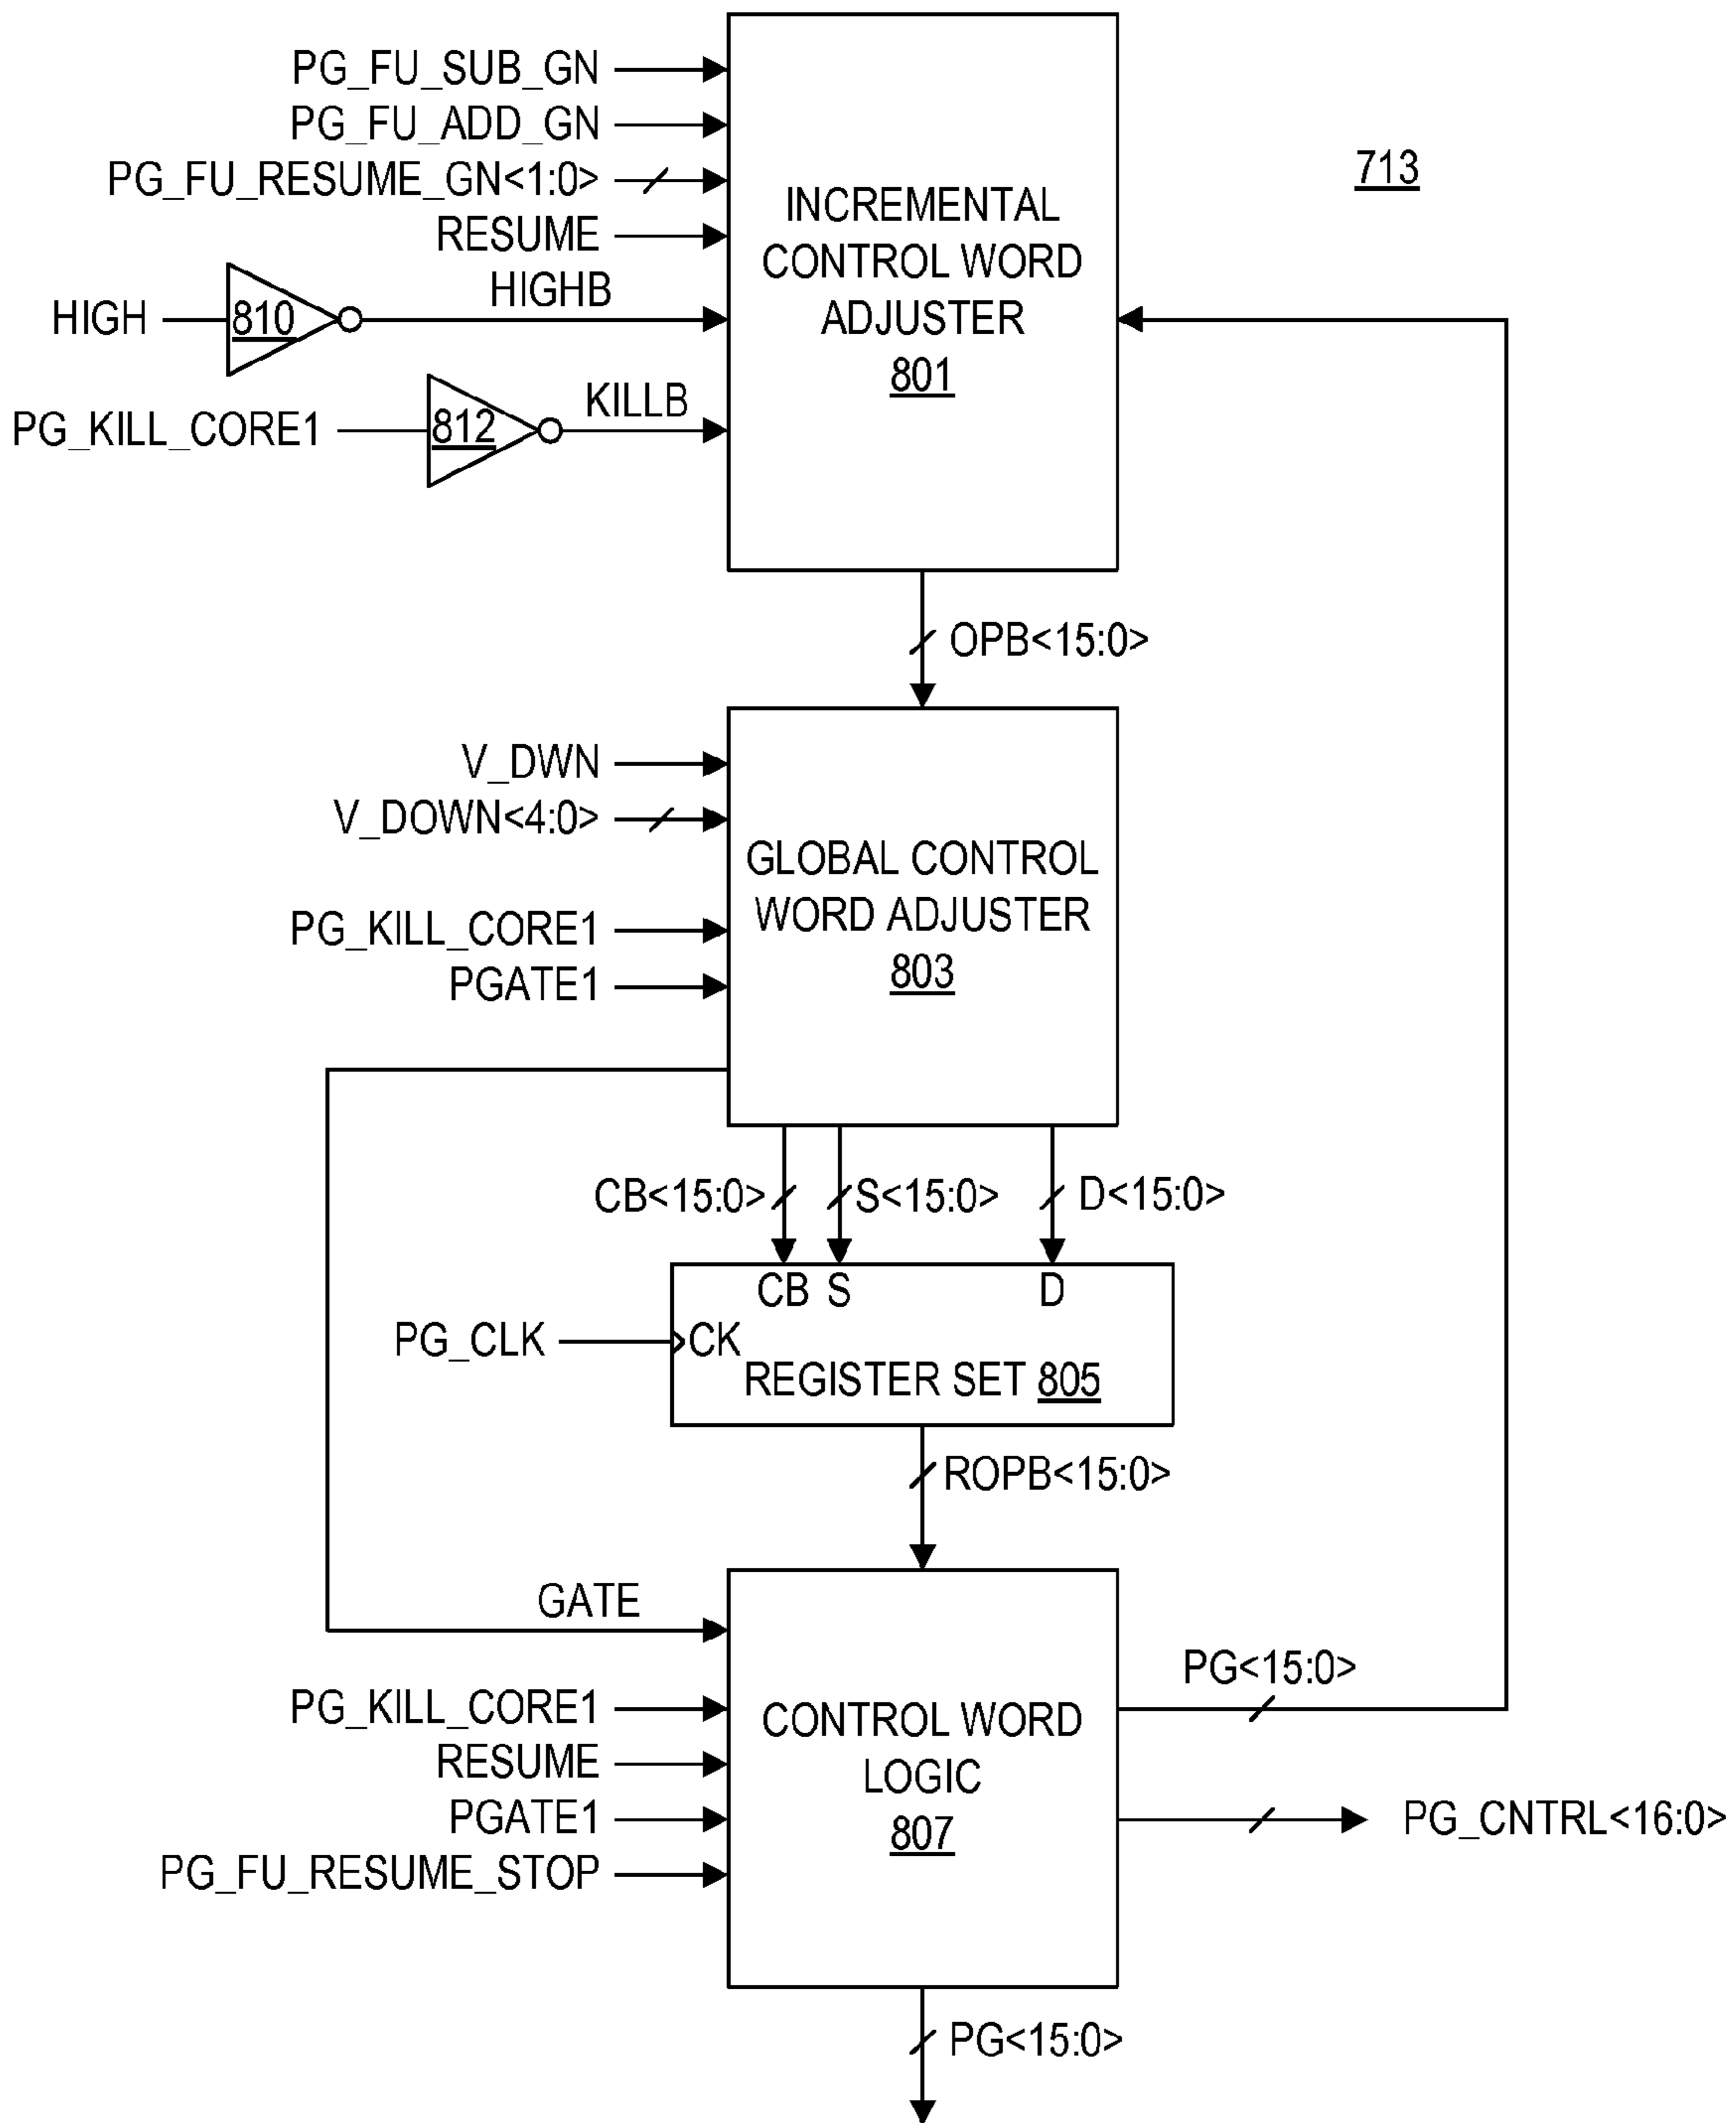 PG_FU_SUB_GN
PG_FU_ADD_GN
PG_FU_RESUME_GN<1:0>
RESUME
HIGH
810
HIGHB
PG_KILL_CORE1
812
KILLB
INCREMENTAL
CONTROL WORD
ADJUSTER
801
713
OPB<15:0>
V_DWN
V_DOWN<4:0>
PG_KILL_CORE1
PGATE1
GLOBAL CONTROL
WORD ADJUSTER
803
CB<15:0>
S<15:0>
D<15:0>
CB S D
PG_CLK
CK
REGISTER SET 805
ROPB<15:0>
GATE
PG_KILL_CORE1
RESUME
PGATE1
PG_FU_RESUME_STOP
CONTROL WORD
LOGIC
807
PG<15:0>
PG_CNTRL<16:0>
PG<15:0>